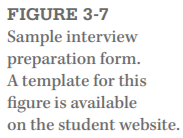 FIGURE 3-7
Sample interview
preparation form.
A template for this
figure is available
on the student website.